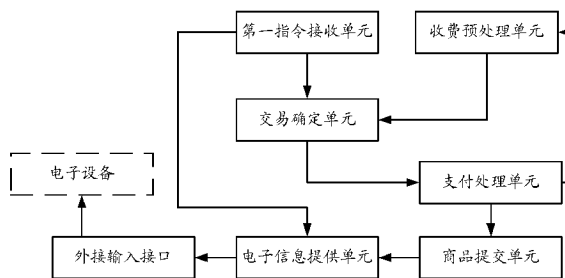 第一指令接收单元
收费预处理单元
交易确定单元
电子设备
支付处理单元
外接输入接口
电子信息提供单元
商品提交单元